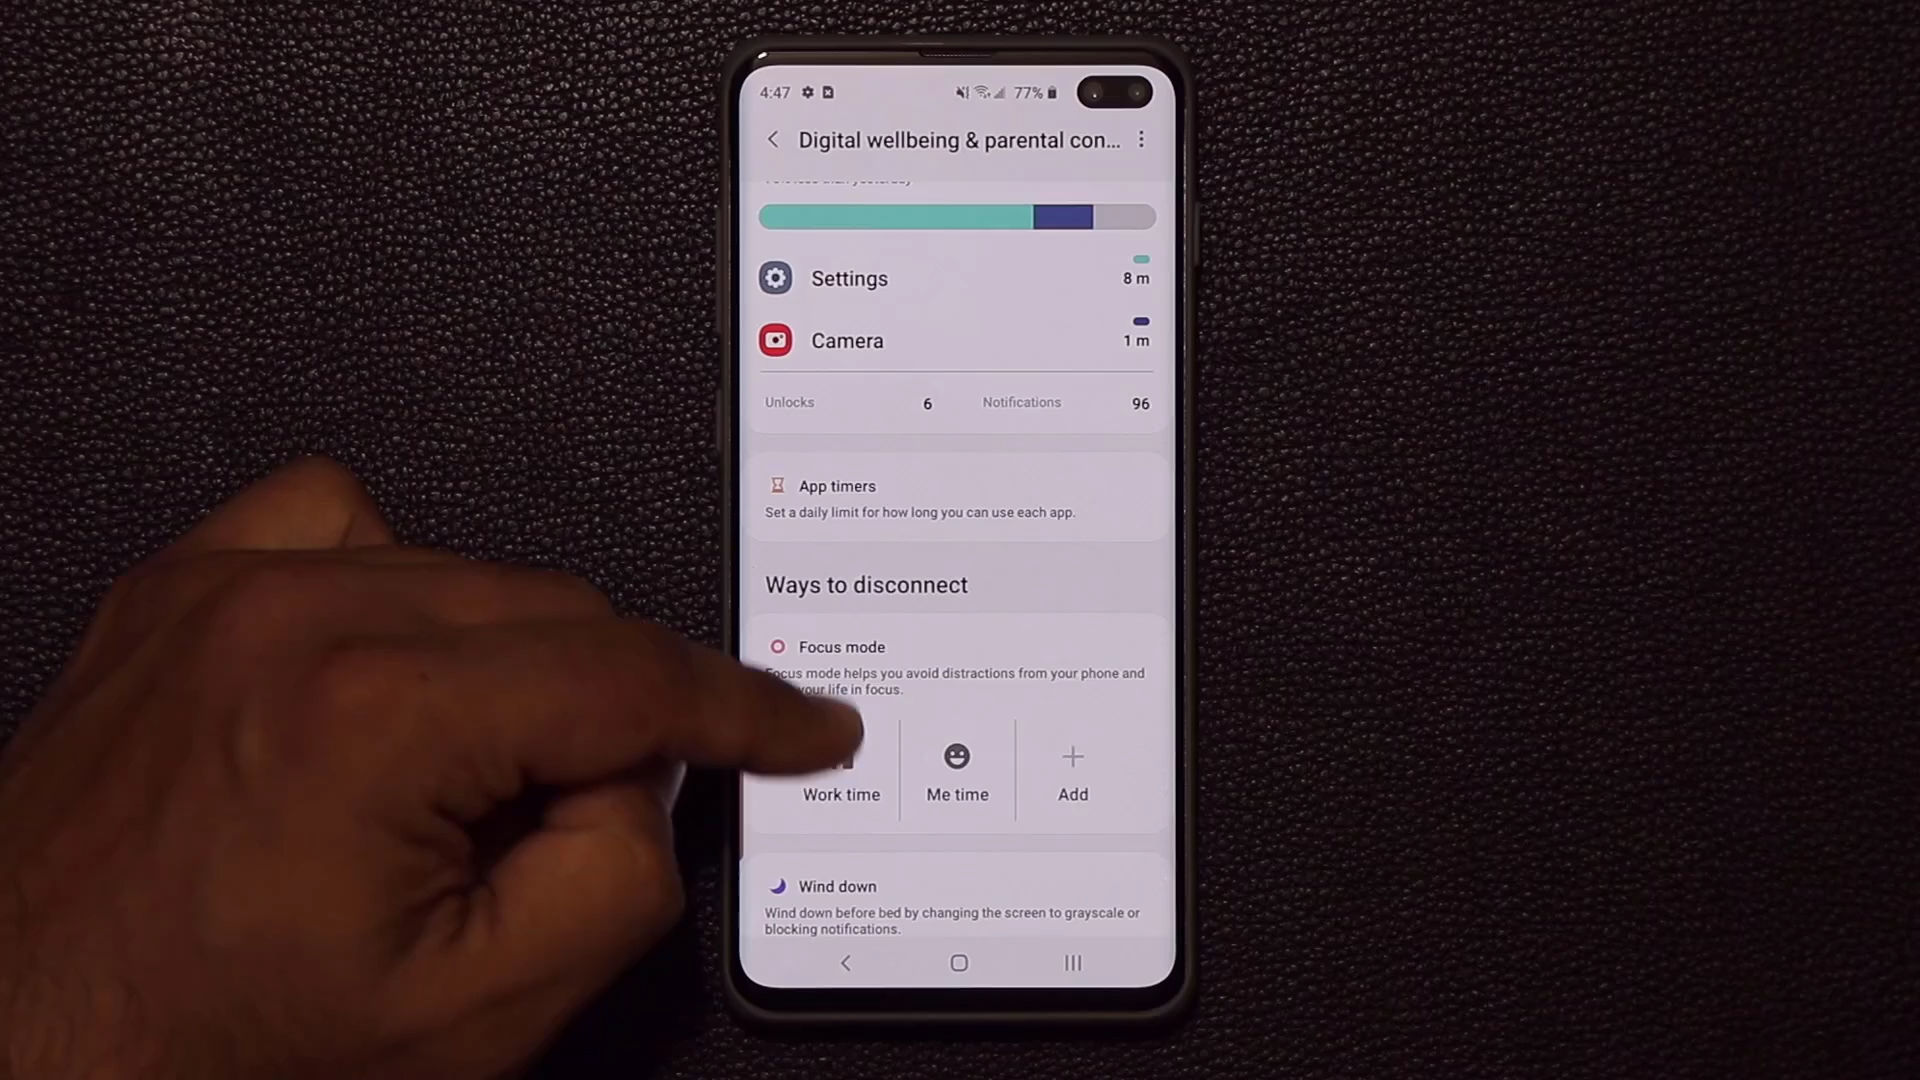 4:47 77%
Digital wellbeing & parental con...
less than yesterday
Settings 8 m
Camera 1 m
Unlocks 6 Notifications 96
App timers
Set a daily limit for how long you can use each app.
Ways to disconnect
Focus mode
Focus mode helps you avoid distractions from your phone and
your life in focus.
Work time Me time Add
Wind down
Wind down before bed by changing the screen to grayscale or
blocking notifications.